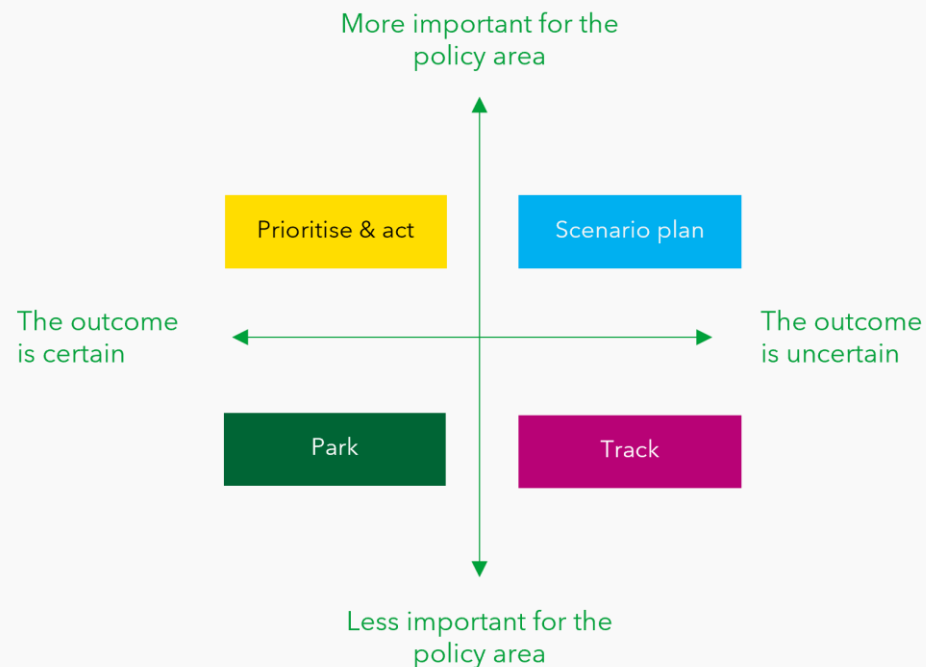 More important for the
policy area
Prioritise & act
Scenario plan
The outcome
is certain
The outcome
is uncertain
Park
Track
Less important for the
policy area